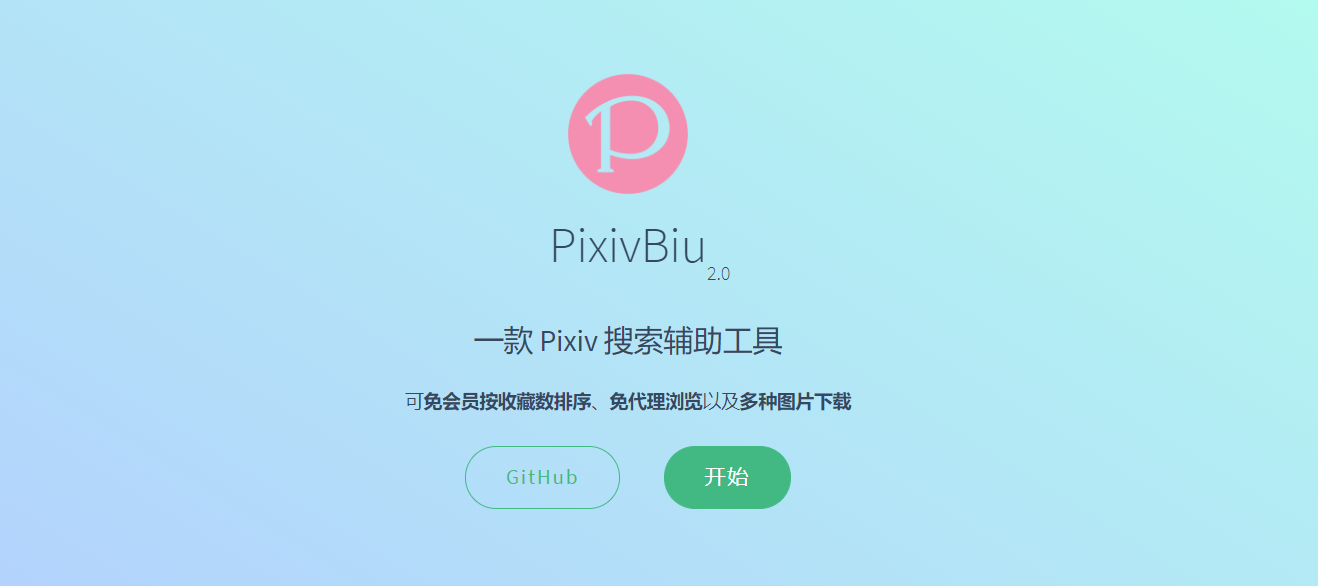 P
PixivBiu 2.0
一款 Pixiv 搜索辅助工具
可免会员按收藏数排序、免代理浏览以及多种图片下载
GitHub
开始